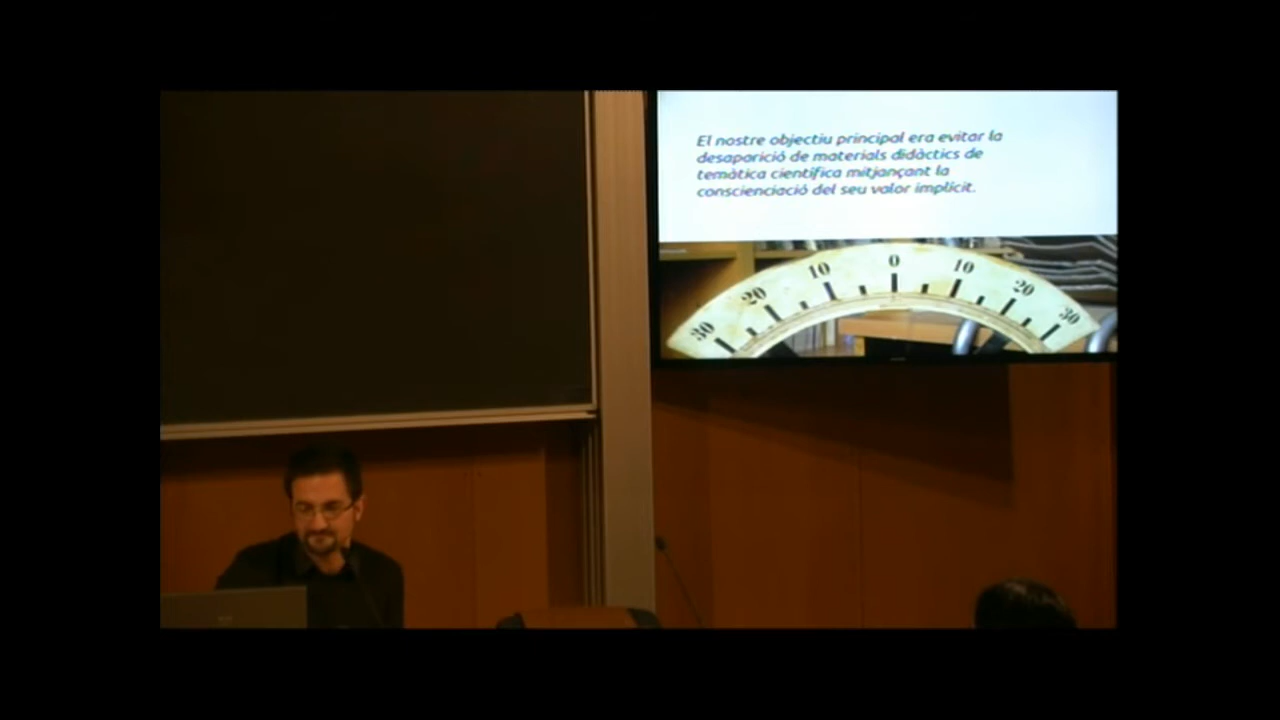 El nostre objectiu principal era evitar la
desaparició de materials didàctics de
temàtica científica mitjançant la
conscienciació del seu valor implícit.
30 20 10 0 10 20 30